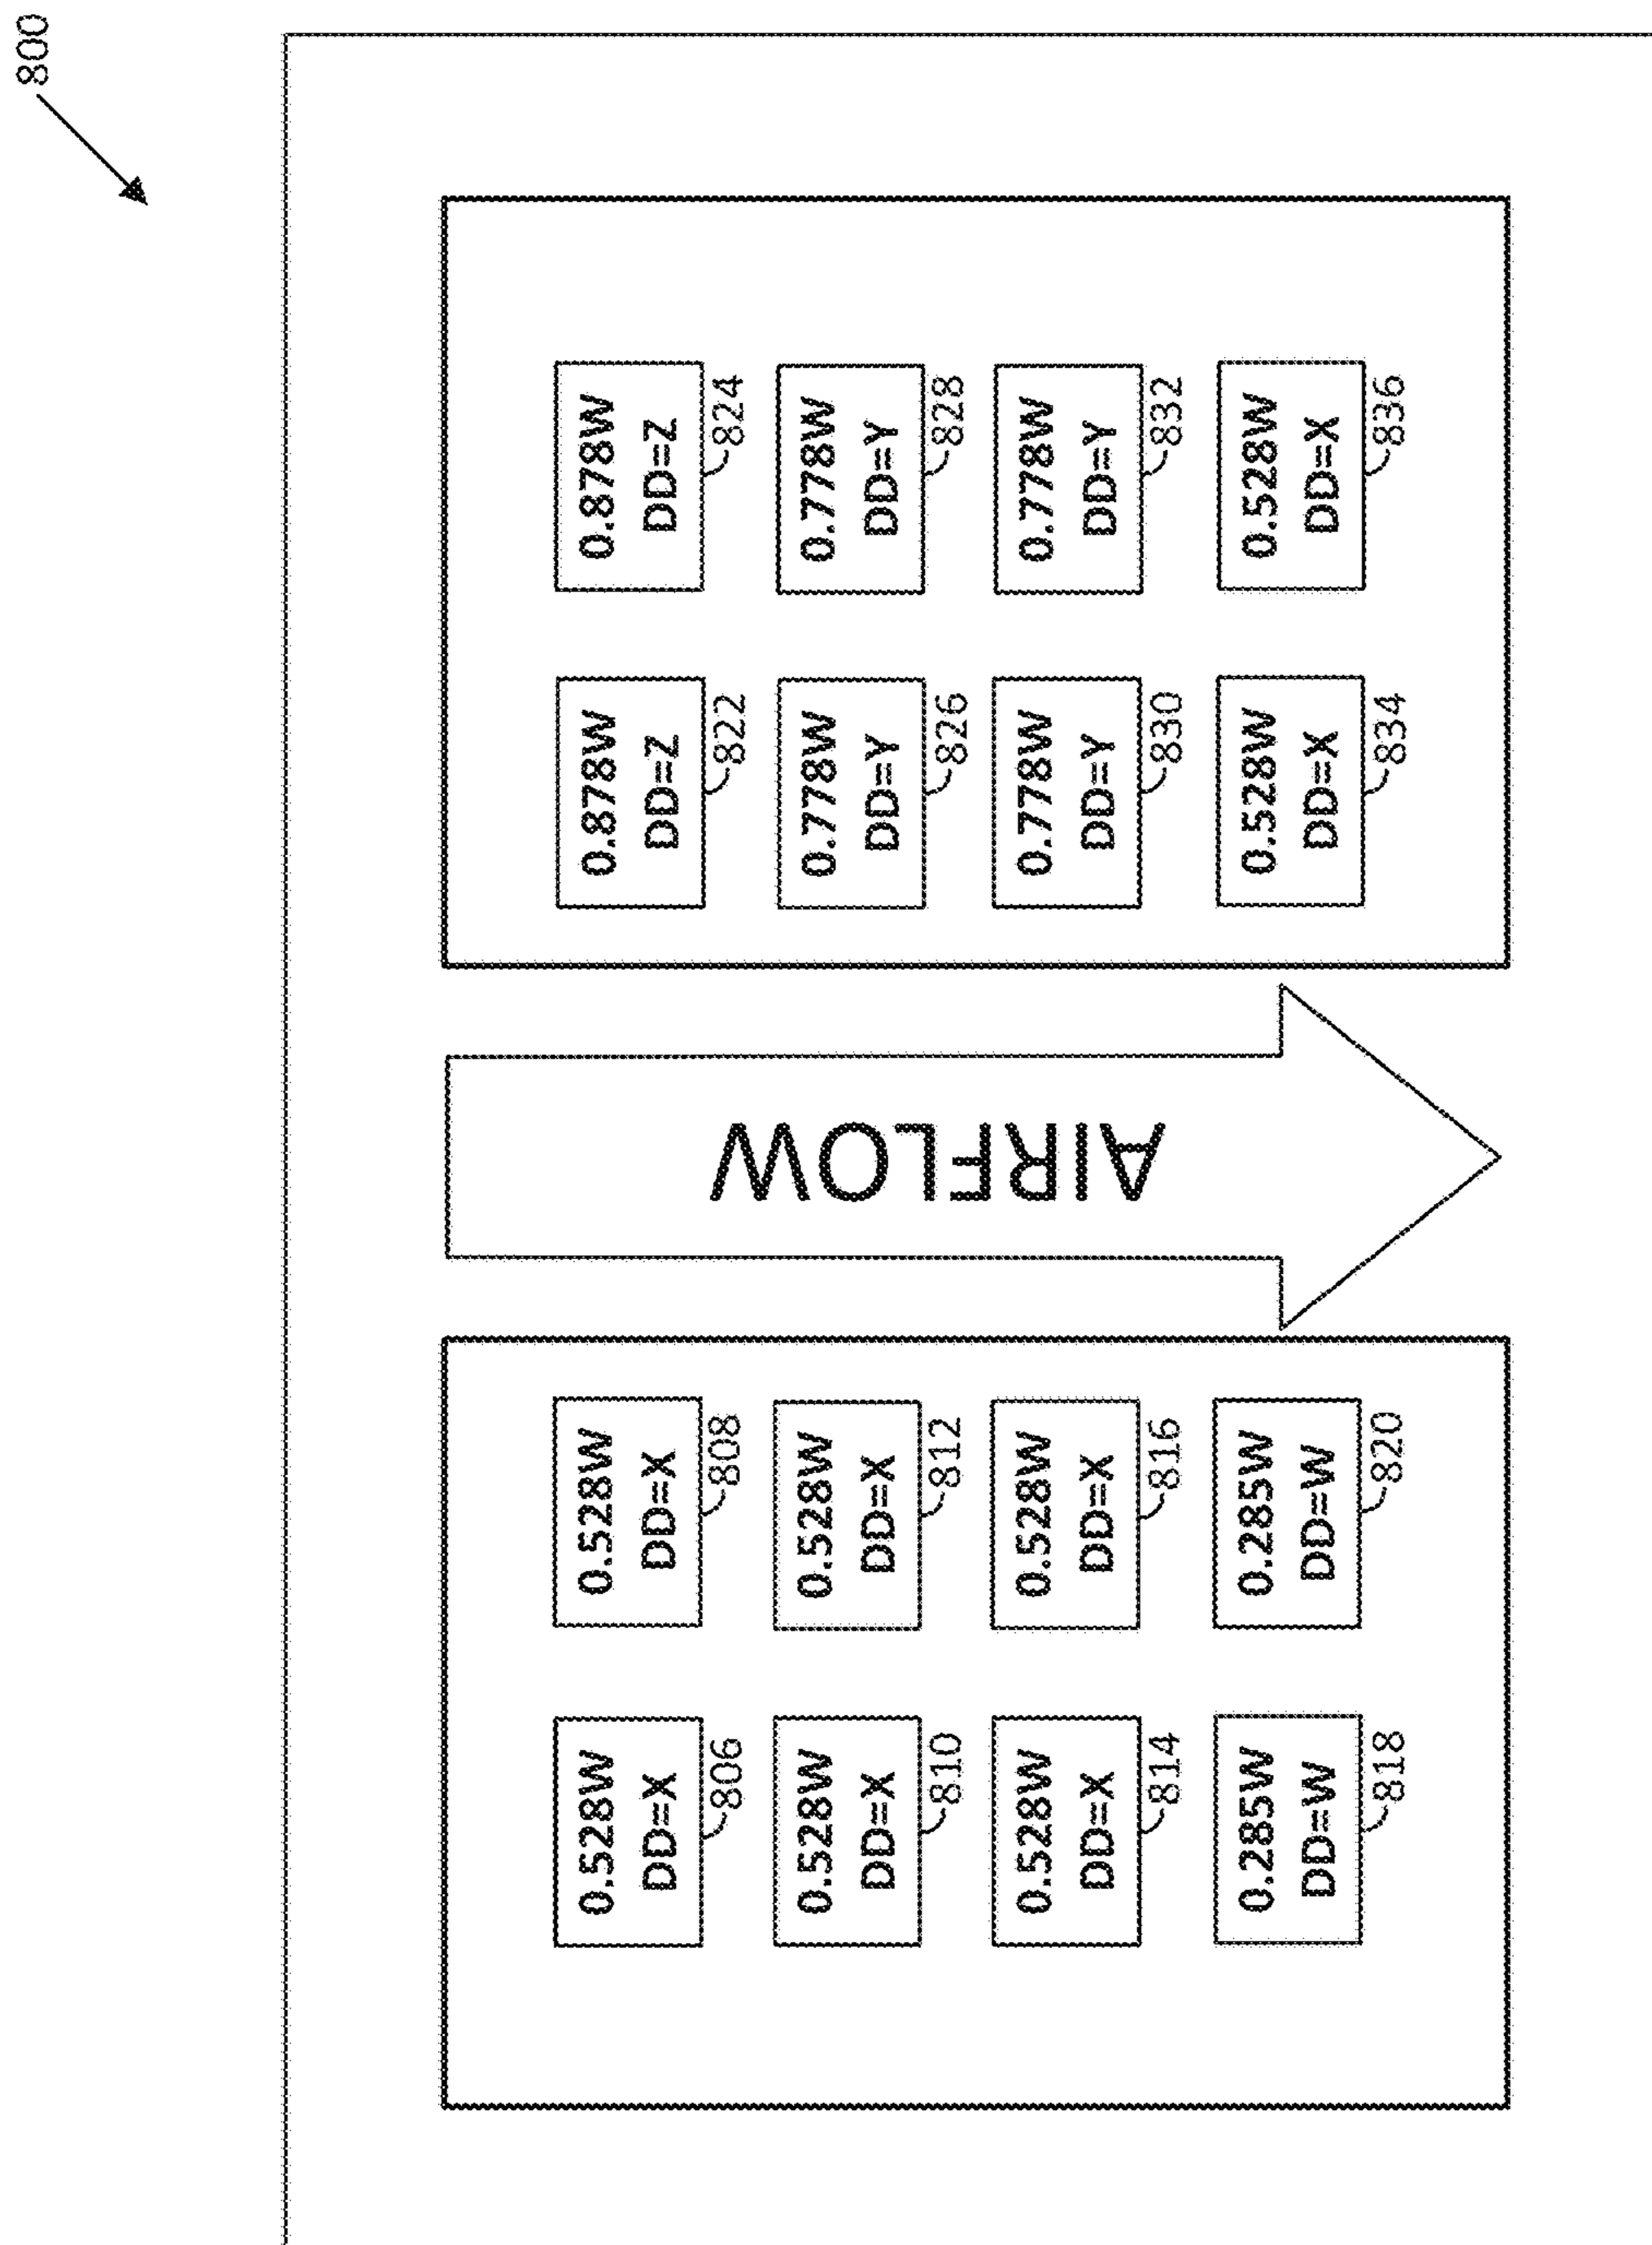 800
0.528W
DD=X
806
0.528W
DD=X
808
0.878W
DD=Z
822
0.878W
DD=Z
824
0.528W
DD=X
810
0.528W
DD=X
812
AIRFLOW
0.778W
DD=Y
826
0.778W
DD=Y
828
0.528W
DD=X
814
0.528W
DD=X
816
0.778W
DD=Y
830
0.778W
DD=Y
832
0.285W
DD=W
818
0.285W
DD=W
820
0.528W
DD=X
834
0.528W
DD=X
836